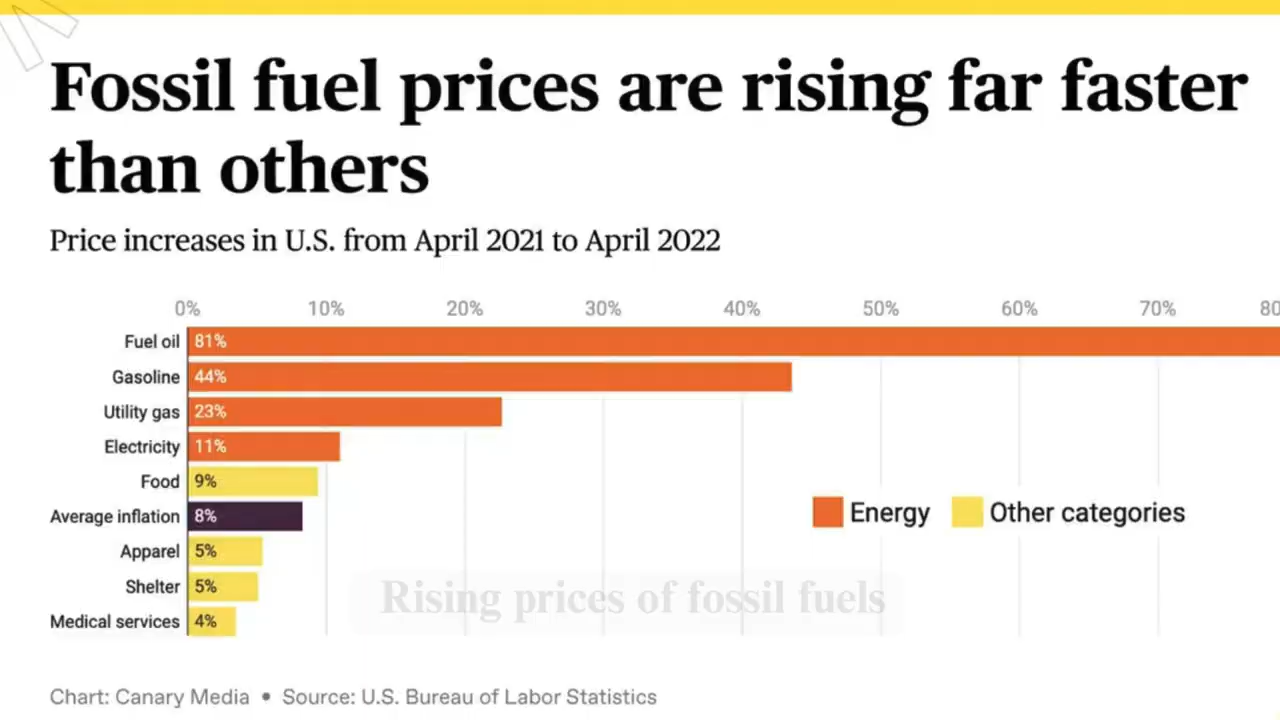 Fossil fuel prices are rising far faster
than others
Price increases in U.S. from April 2021 to April 2022
0% 10% 20% 30% 40% 50% 60% 70% 80
Fuel oil 81%
Gasoline 44%
Utility gas 23%
Electricity 11%
Food 9%
Average inflation 8%
Energy Other categories
Apparel 5%
Shelter 5%
Rising prices of fossil fuels
Medical services 4%
Chart: Canary Media • Source: U.S. Bureau of Labor Statistics